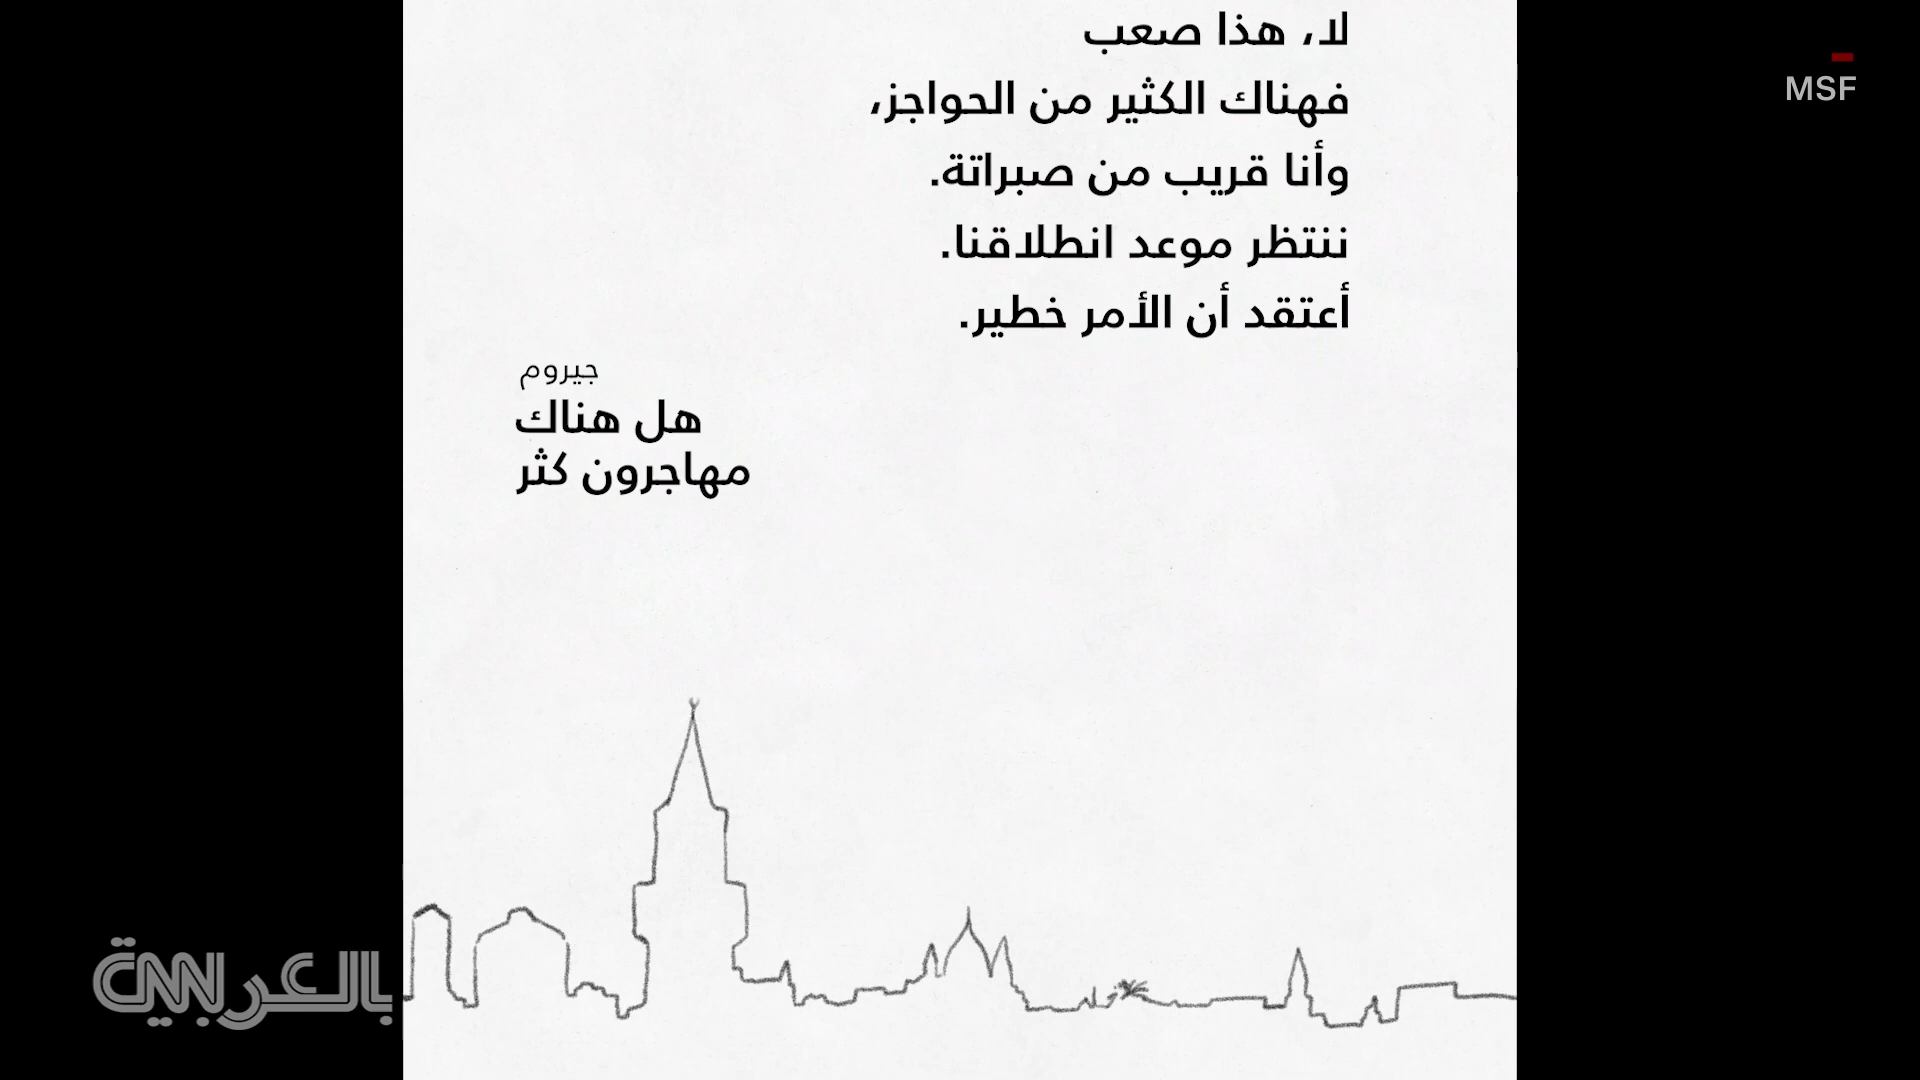 لا، هذا صعب
فهناك الكثير من الحواجز،
وأنا قريب من صبراتة.
ننتظر موعد انطلاقنا.
أعتقد أن الأمر خطير.
جيروم
هل هناك
مهاجرون كثر
MSF
CNN بالعربية